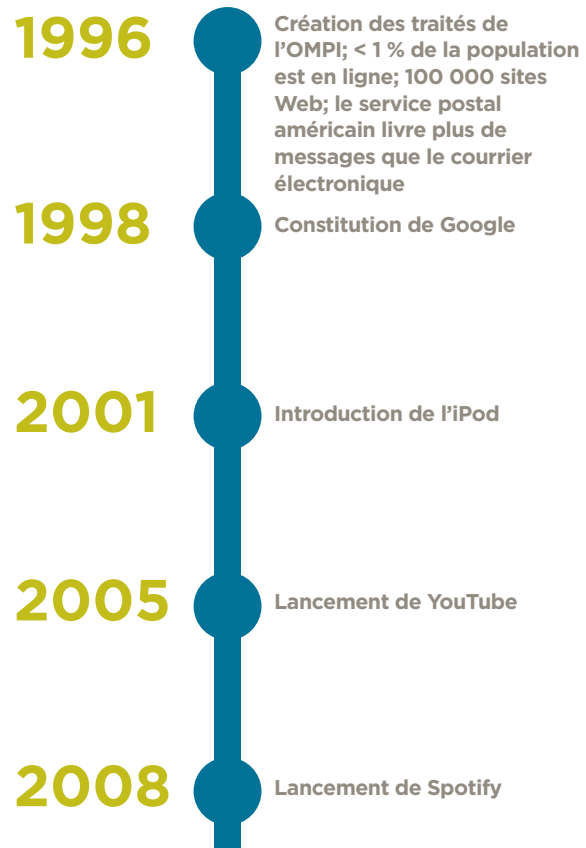 1996
Création des traités de
l’OMPI; < 1 % de la population
est en ligne; 100 000 sites
Web; le service postal
américain livre plus de
messages que le courrier
électronique
1998
Constitution de Google
2001
Introduction de l’iPod
2005
Lancement de YouTube
2008
Lancement de Spotify